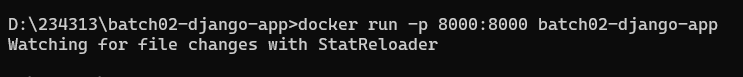 D:\234313\batch02-django-app>docker run -p 8000:8000 batch02-django-app
Watching for file changes with StatReloader